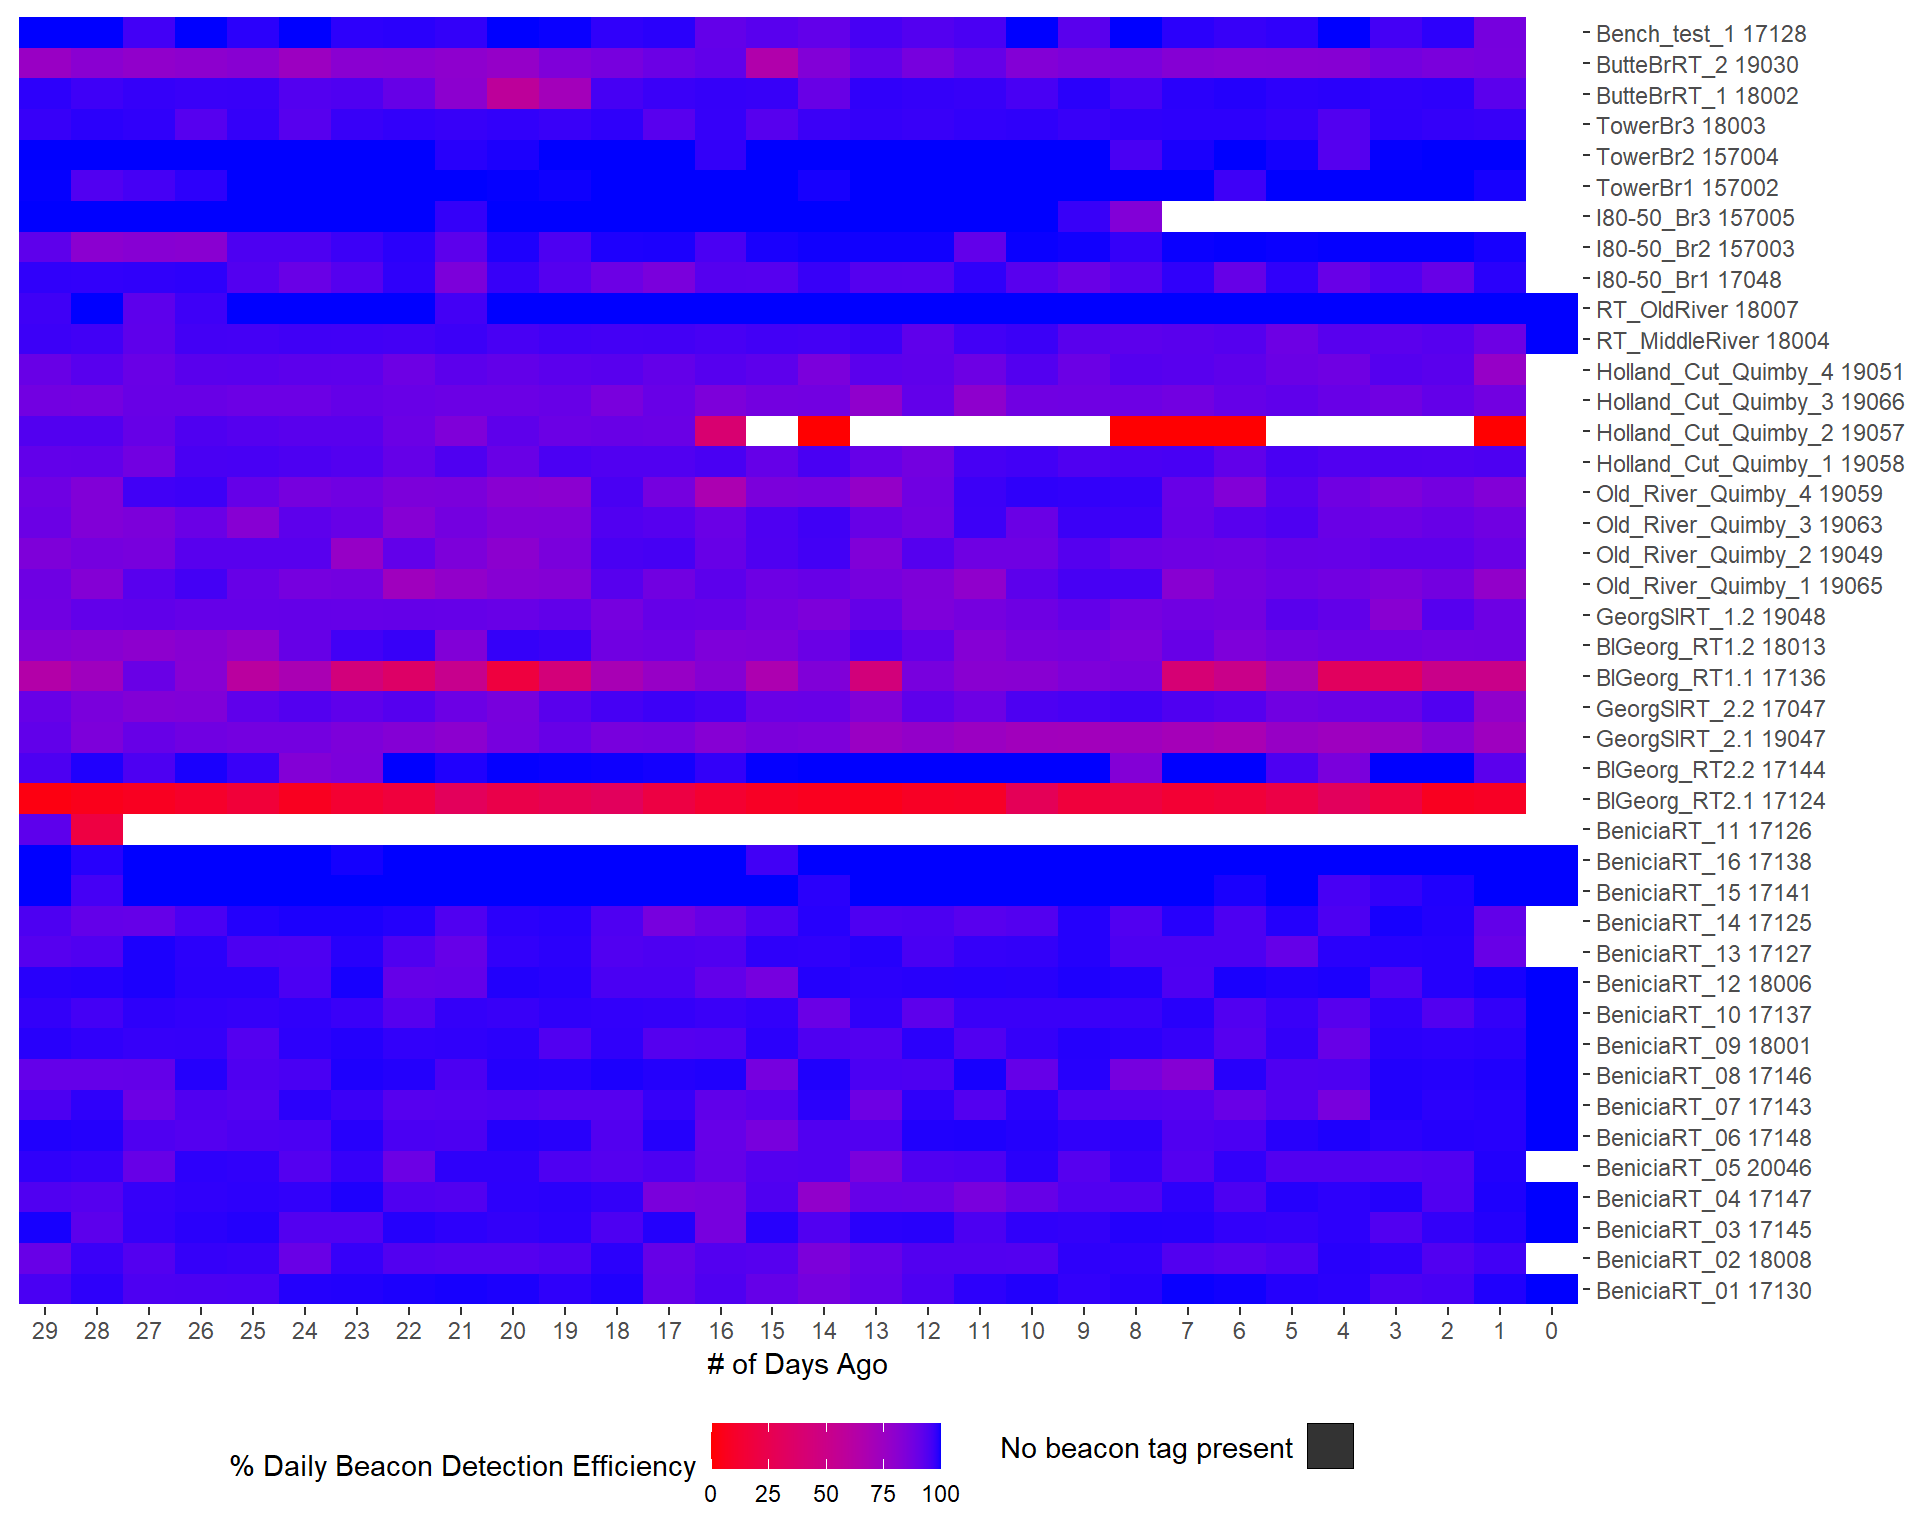 Bench_test_1 17128
ButteBrRT_2 19030
ButteBrRT_1 18002
TowerBr3 18003
TowerBr2 157004
TowerBr1 157002
I80-50_Br3 157005
I80-50_Br2 157003
I80-50_Br1 17048
RT_OldRiver 18007
RT_MiddleRiver 18004
Holland_Cut_Quimby_4 19051
Holland_Cut_Quimby_3 19066
Holland_Cut_Quimby_2 19057
Holland_Cut_Quimby_1 19058
Old_River_Quimby_4 19059
Old_River_Quimby_3 19063
Old_River_Quimby_2 19049
Old_River_Quimby_1 19065
GeorgSlRT_1.2 19048
BlGeorg_RT1.2 18013
BlGeorg_RT1.1 17136
GeorgSlRT_2.2 17047
GeorgSlRT_2.1 19047
BlGeorg_RT2.2 17144
BlGeorg_RT2.1 17124
BeniciaRT_11 17126
BeniciaRT_16 17138
BeniciaRT_15 17141
BeniciaRT_14 17125
BeniciaRT_13 17127
BeniciaRT_12 18006
BeniciaRT_10 17137
BeniciaRT_09 18001
BeniciaRT_08 17146
BeniciaRT_07 17143
BeniciaRT_06 17148
BeniciaRT_05 20046
BeniciaRT_04 17147
BeniciaRT_03 17145
BeniciaRT_02 18008
BeniciaRT_01 17130
29 28 27 26 25 24 23 22 21 20 19 18 17 16 15 14 13 12 11 10 9 8 7 6 5 4 3 2 1 0
# of Days Ago
% Daily Beacon Detection Efficiency
0 25 50 75 100
No beacon tag present